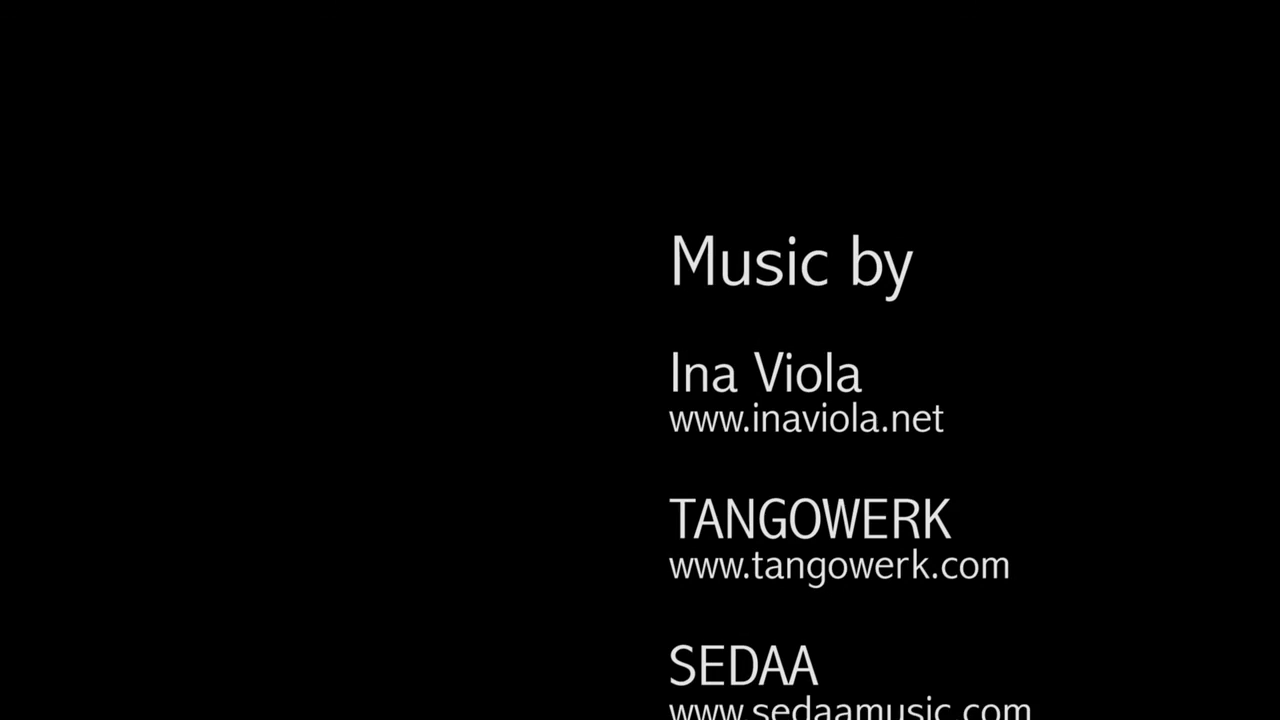 Music by
Ina Viola
www.inaviola.net
TANGOWERK
www.tangowerk.com
SEDAA
www.sedaamusic.com